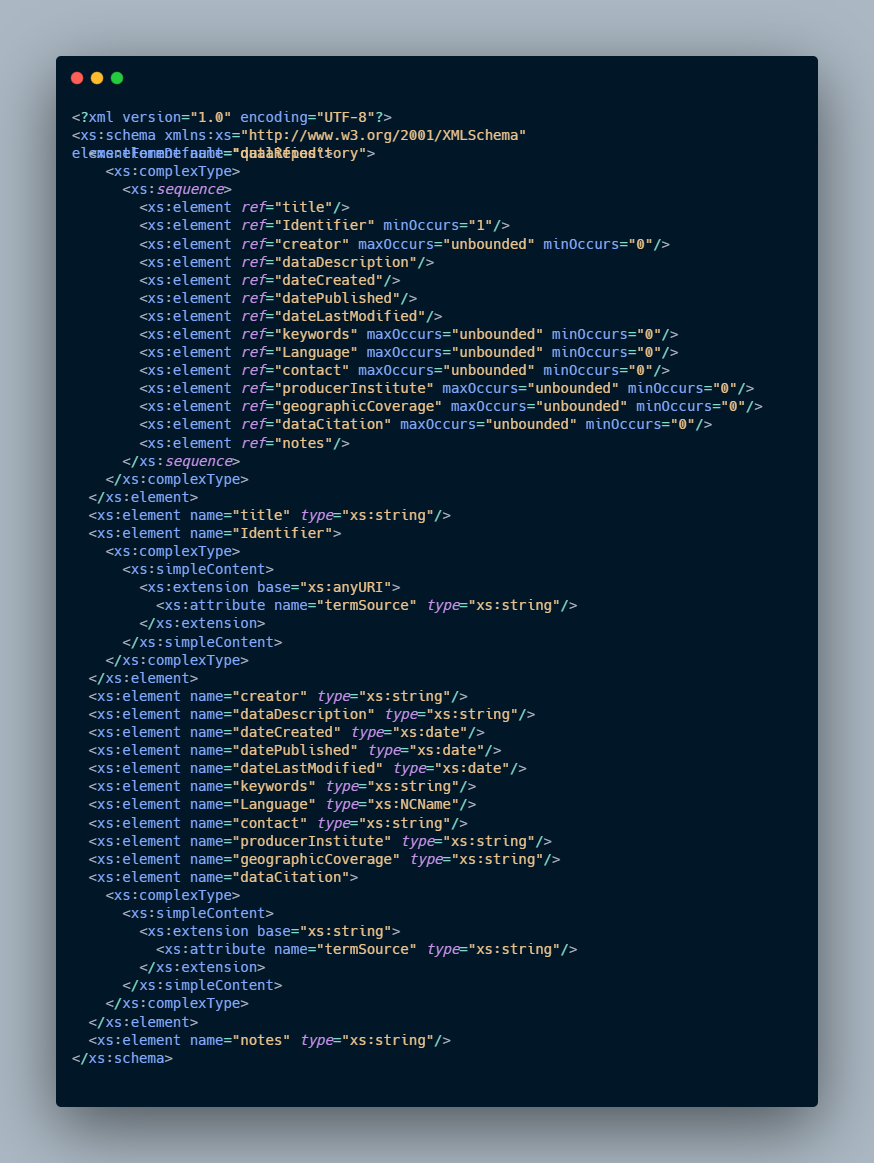 <?xml version="1.0" encoding="UTF-8"?>
<xs:schema xmlns:xs="http://www.w3.org/2001/XMLSchema"
elementFormDefault="qualified">
<xs:element name="dataRepository">
<xs:complexType>
<xs:sequence>
<xs:element ref="title"/>
<xs:element ref="Identifier" minOccurs="1"/>
<xs:element ref="creator" maxOccurs="unbounded" minOccurs="0"/>
<xs:element ref="dataDescription"/>
<xs:element ref="dateCreated"/>
<xs:element ref="datePublished"/>
<xs:element ref="dateLastModified"/>
<xs:element ref="keywords" maxOccurs="unbounded" minOccurs="0"/>
<xs:element ref="Language" maxOccurs="unbounded" minOccurs="0"/>
<xs:element ref="contact" maxOccurs="unbounded" minOccurs="0"/>
<xs:element ref="producerInstitute" maxOccurs="unbounded" minOccurs="0"/>
<xs:element ref="geographicCoverage" maxOccurs="unbounded" minOccurs="0"/>
<xs:element ref="dataCitation" maxOccurs="unbounded" minOccurs="0"/>
<xs:element ref="notes"/>
</xs:sequence>
</xs:complexType>
</xs:element>
<xs:element name="title" type="xs:string"/>
<xs:element name="Identifier">
<xs:complexType>
<xs:simpleContent>
<xs:extension base="xs:anyURI">
<xs:attribute name="termSource" type="xs:string"/>
</xs:extension>
</xs:simpleContent>
</xs:complexType>
</xs:element>
<xs:element name="creator" type="xs:string"/>
<xs:element name="dataDescription" type="xs:string"/>
<xs:element name="dateCreated" type="xs:date"/>
<xs:element name="datePublished" type="xs:date"/>
<xs:element name="dateLastModified" type="xs:date"/>
<xs:element name="keywords" type="xs:string"/>
<xs:element name="Language" type="xs:NCName"/>
<xs:element name="contact" type="xs:string"/>
<xs:element name="producerInstitute" type="xs:string"/>
<xs:element name="geographicCoverage" type="xs:string"/>
<xs:element name="dataCitation">
<xs:complexType>
<xs:simpleContent>
<xs:extension base="xs:string">
<xs:attribute name="termSource" type="xs:string"/>
</xs:extension>
</xs:simpleContent>
</xs:complexType>
</xs:element>
<xs:element name="notes" type="xs:string"/>
</xs:schema>